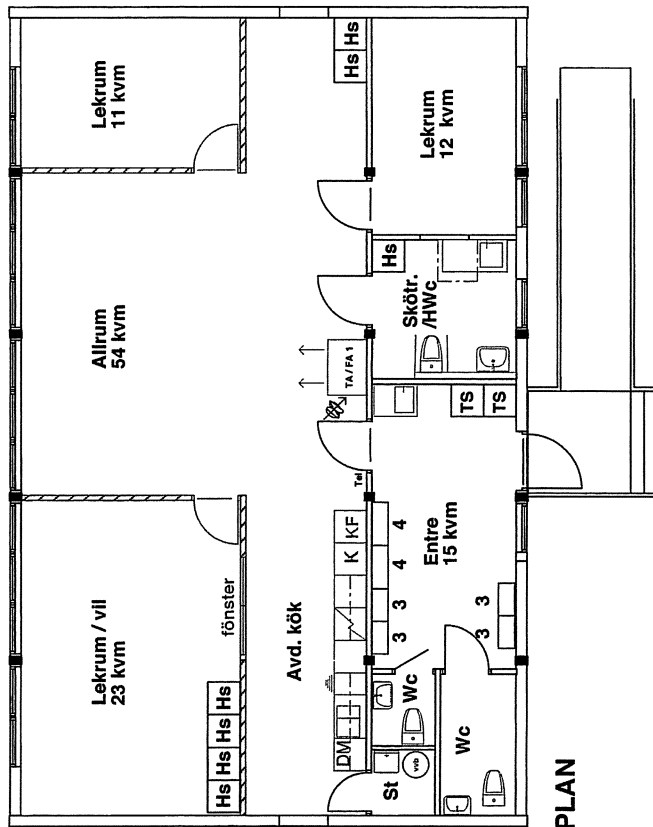 Lekrum / vil
23 kvm
Allrum
54 kvm
Lekrum
11 kvm
fönster
Hs
Hs
Hs
Hs
Avd. kök
DM
K
KF
Tel
TA / FA 1
Hs
Hs
St
vvb
Wc
Wc
3
3
4
4
3
3
Entre
15 kvm
TS
TS
Skötr.
/HWc
Hs
Lekrum
12 kvm
PLAN